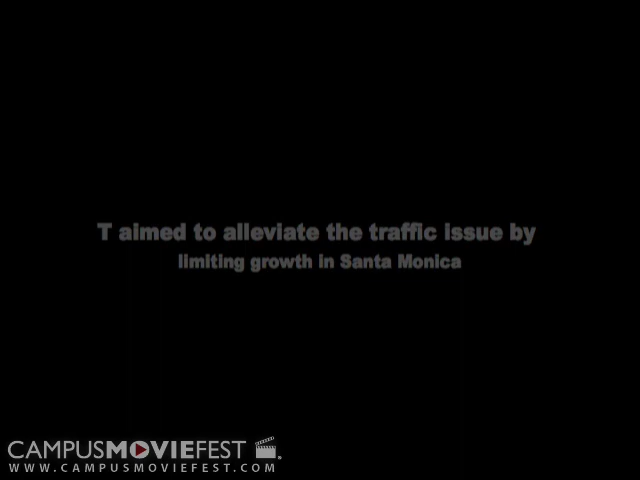 T aimed to alleviate the traffic issue by
limiting growth in Santa Monica
CAMPUSMOVIEFEST
WWW.CAMPUSMOVIEFEST.COM